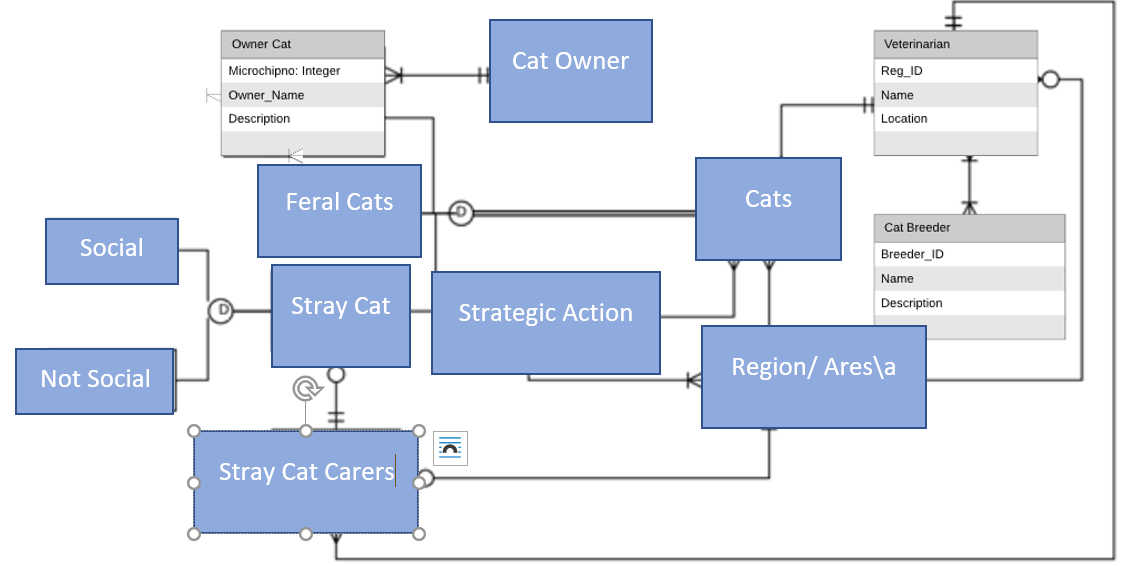 Owner Cat
Microchipno: Integer
Owner_Name
Description
Cat Owner
Veterinarian
Reg_ID
Name
Location
Feral Cats
D
Cats
Cat Breeder
Breeder_ID
Name
Description
Social
D
Stray Cat
Strategic Action
Not Social
Region/ Ares\a
Stray Cat Carers